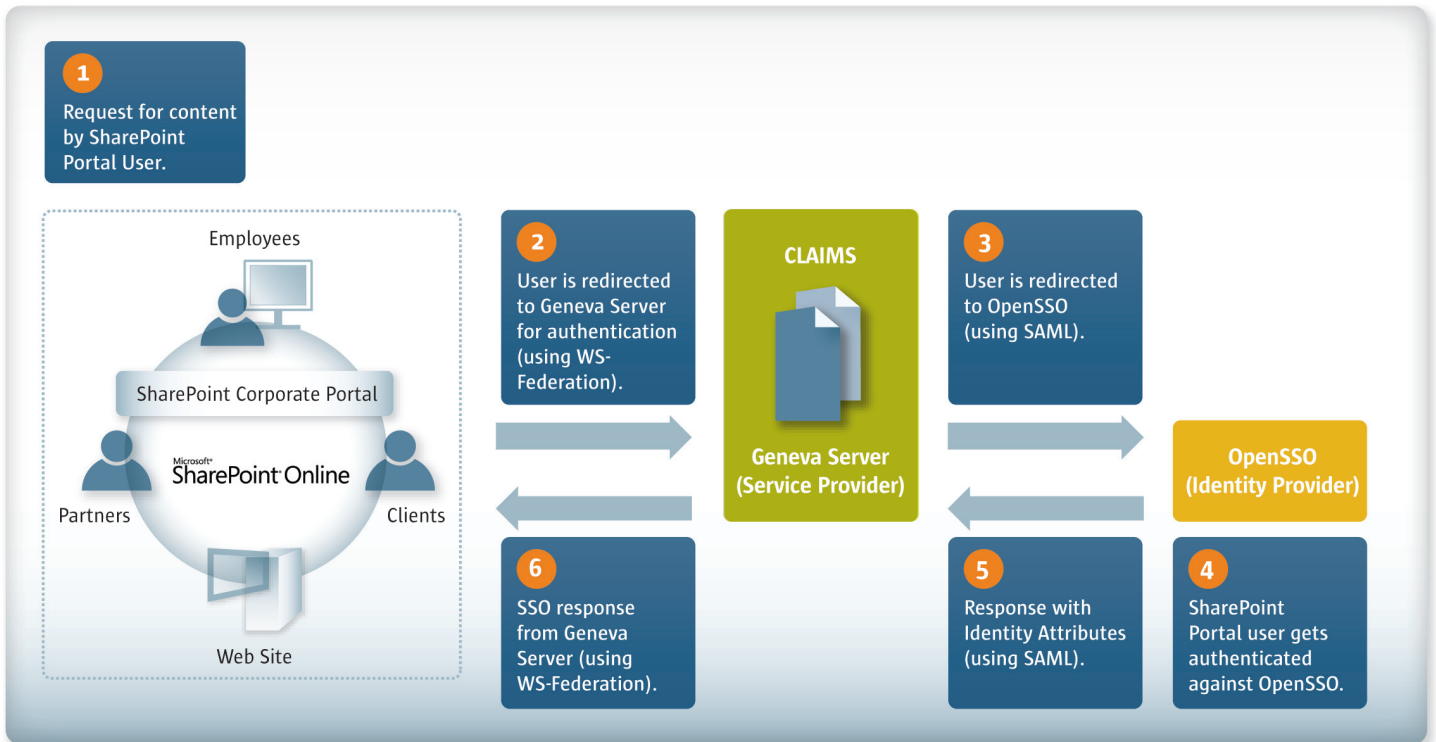 1
Request for content
by SharePoint
Portal User.
Employees
SharePoint Corporate Portal
Microsoft®
SharePoint® Online
Partners
Clients
Web Site
2
User is redirected
to Geneva Server
for authentication
(using WS-
Federation).
CLAIMS
Geneva Server
(Service Provider)
3
User is redirected
to OpenSSO
(using SAML).
OpenSSO
(Identity Provider)
4
SharePoint
Portal user gets
authenticated
against OpenSSO.
5
Response with
Identity Attributes
(using SAML).
6
SSO response
from Geneva
Server (using
WS-Federation).